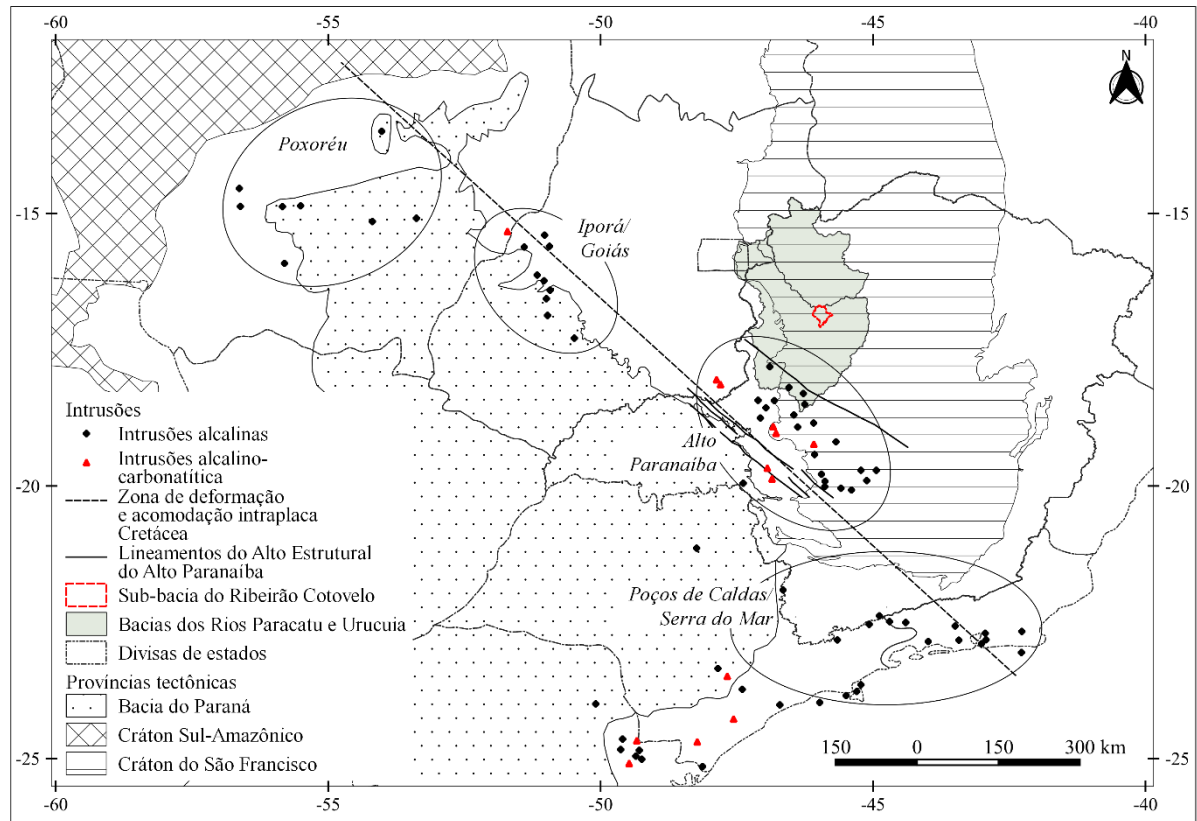 -60
-55
-50
-45
-40
N
Poxoréu
-15
-15
Iporá/
Goiás
Intrusões
Intrusões alcalinas
Intrusões alcalino-
carbonatítica
Zona de deformação
e acomodação intraplaca
Cretácea
Lineamentos do Alto Estrutural
do Alto Paranaíba
Sub-bacia do Ribeirão Cotovelo
Bacias dos Rios Paracatu e Urucuia
Divisas de estados
Províncias tectônicas
Bacia do Paraná
Cráton Sul-Amazônico
Cráton do São Francisco
Alto
Paranaíba
-20
-20
Poços de Caldas/
Serra do Mar
150
0
150
300 km
-25
-25
-60
-55
-50
-45
-40